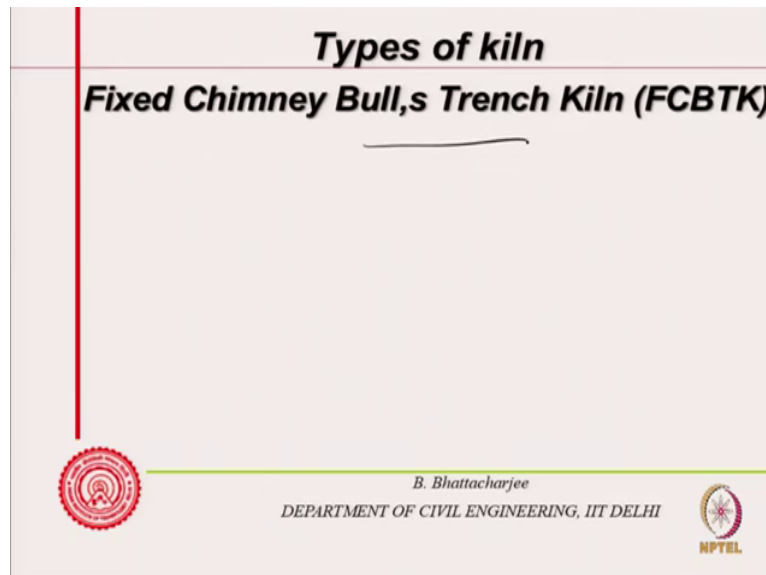 Types of kiln
Fixed Chimney Bull,s Trench Kiln (FCBTK)
B. Bhattacharjee
DEPARTMENT OF CIVIL ENGINEERING, IIT DELHI
NPTEL